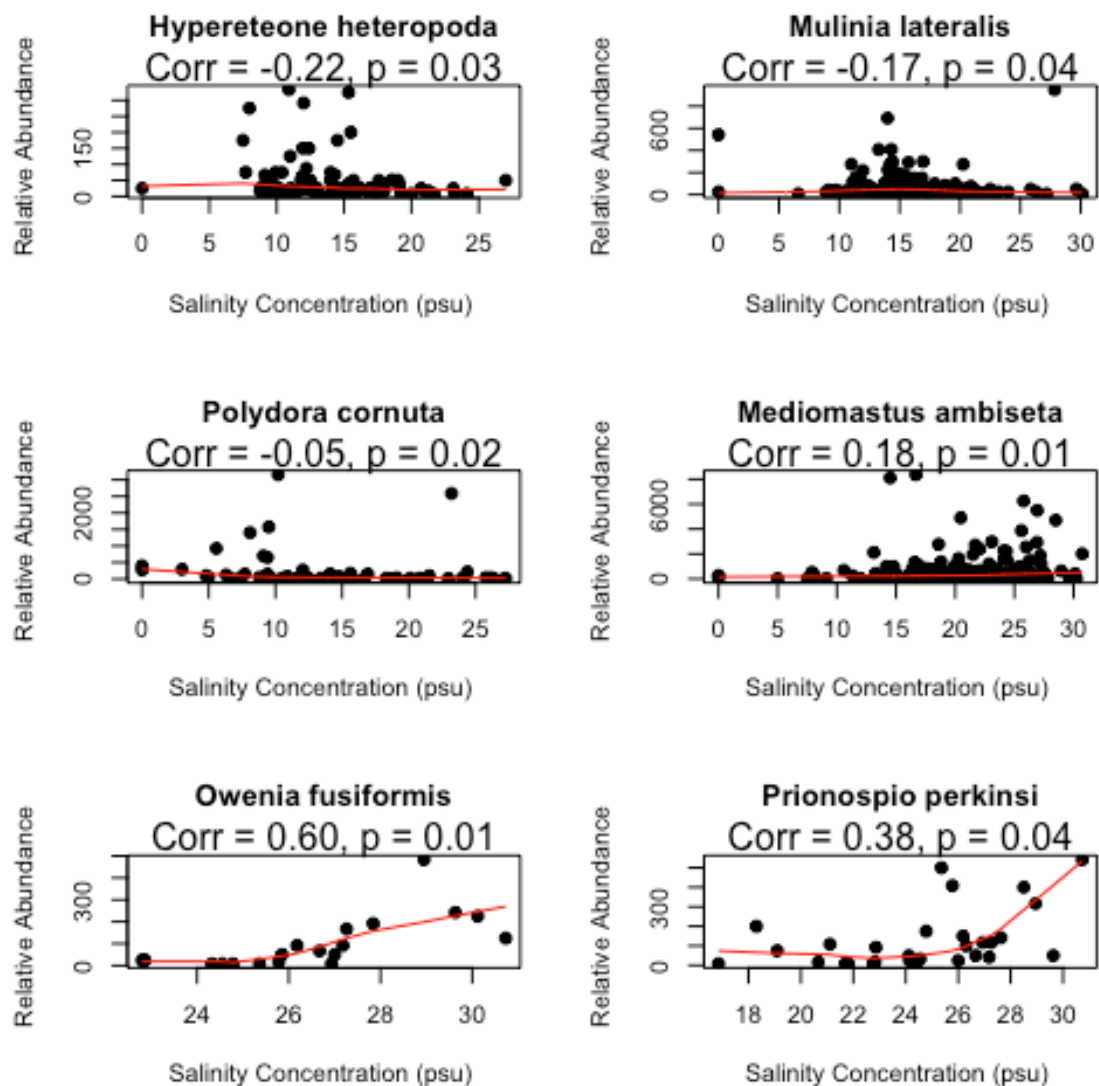 Hypereteone heteropoda
Corr = -0.22, p = 0.03
Relative Abundance
0 150
0 5 10 15 20 25
Salinity Concentration (psu)
Mulinia lateralis
Corr = -0.17, p = 0.04
Relative Abundance
0 600
0 5 10 15 20 25 30
Salinity Concentration (psu)
Polydora cornuta
Corr = -0.05, p = 0.02
Relative Abundance
0 2000
0 5 10 15 20 25
Salinity Concentration (psu)
Mediomastus ambiseta
Corr = 0.18, p = 0.01
Relative Abundance
0 6000
0 5 10 15 20 25 30
Salinity Concentration (psu)
Owenia fusiformis
Corr = 0.60, p = 0.01
Relative Abundance
0 300
24 26 28 30
Salinity Concentration (psu)
Prionospio perkinsi
Corr = 0.38, p = 0.04
Relative Abundance
0 300
18 20 22 24 26 28 30
Salinity Concentration (psu)